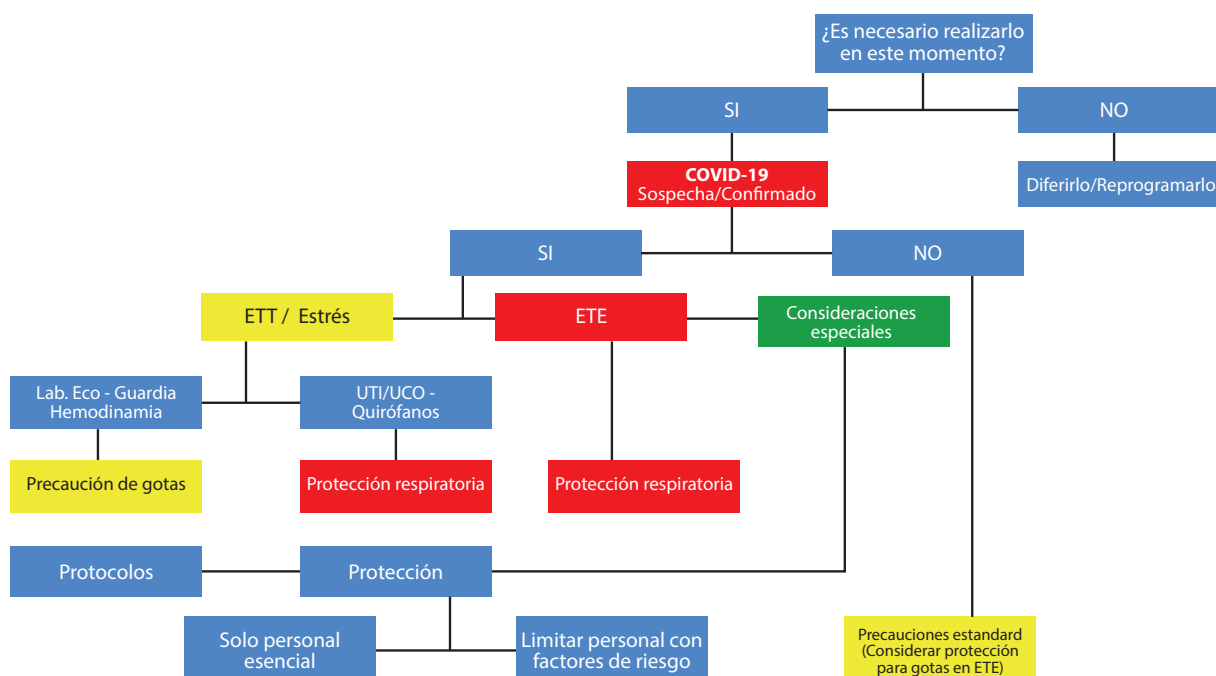 ¿Es necesario realizarlo
en este momento?
SI
NO
COVID-19
Sospecha/Confirmado
Diferirlo/Reprogramarlo
SI
NO
ETT / Estrés
ETE
Consideraciones
especiales
Lab. Eco - Guardia
Hemodinamia
UTI/UCO -
Quirófanos
Precaución de gotas
Protección respiratoria
Protección respiratoria
Protocolos
Protección
Solo personal
esencial
Limitar personal con
factores de riesgo
Precauciones estandard
(Considerar protección
para gotas en ETE)